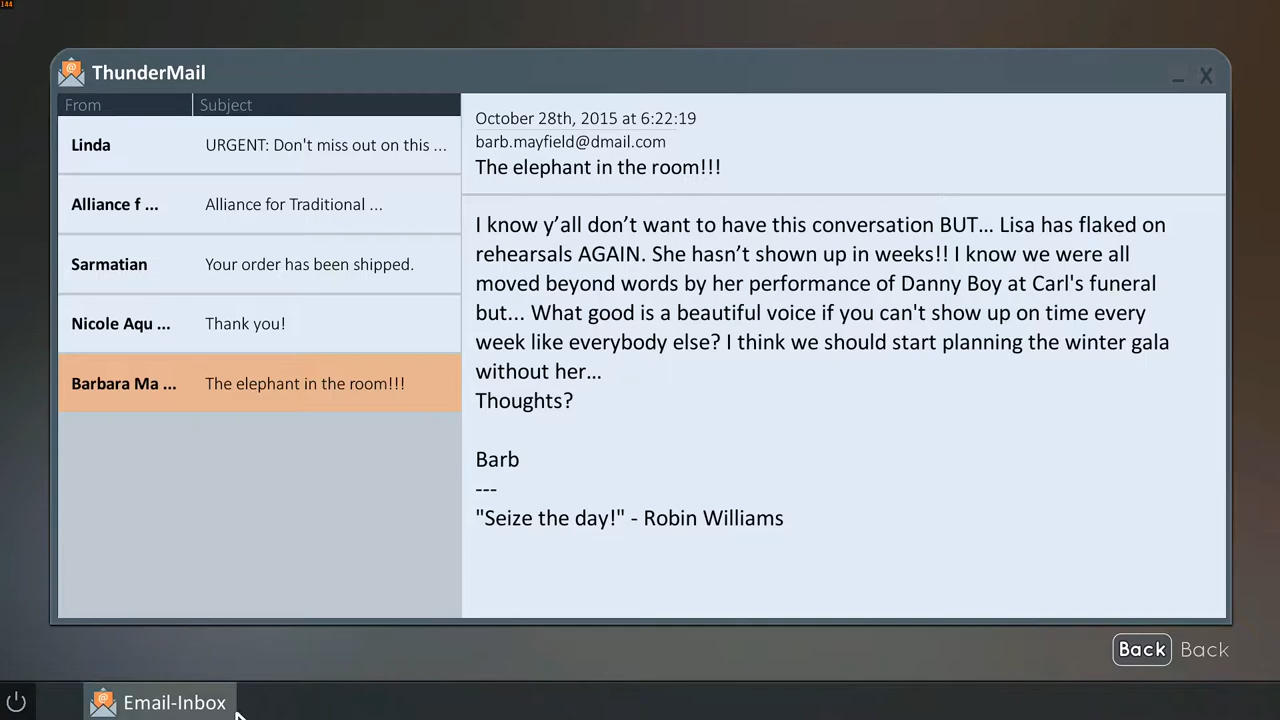 144
ThunderMail
_ X
From Subject
Linda URGENT: Don't miss out on this ...
Alliance f ... Alliance for Traditional ...
Sarmatian Your order has been shipped.
Nicole Aqu ... Thank you!
Barbara Ma ... The elephant in the room!!!
October 28th, 2015 at 6:22:19
barb.mayfield@dmail.com
The elephant in the room!!!
I know y’all don’t want to have this conversation BUT... Lisa has flaked on
rehearsals AGAIN. She hasn’t shown up in weeks!! I know we were all
moved beyond words by her performance of Danny Boy at Carl's funeral
but... What good is a beautiful voice if you can't show up on time every
week like everybody else? I think we should start planning the winter gala
without her...
Thoughts?
Barb
---
"Seize the day!" - Robin Williams
Back Back
Email-Inbox